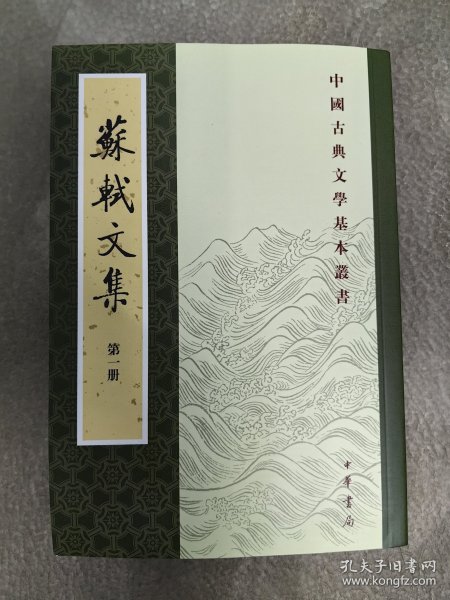 中國古典文學基本叢書
蘇軾文集
第一册
中華書局
孔夫子旧书网
www.kongfz.com